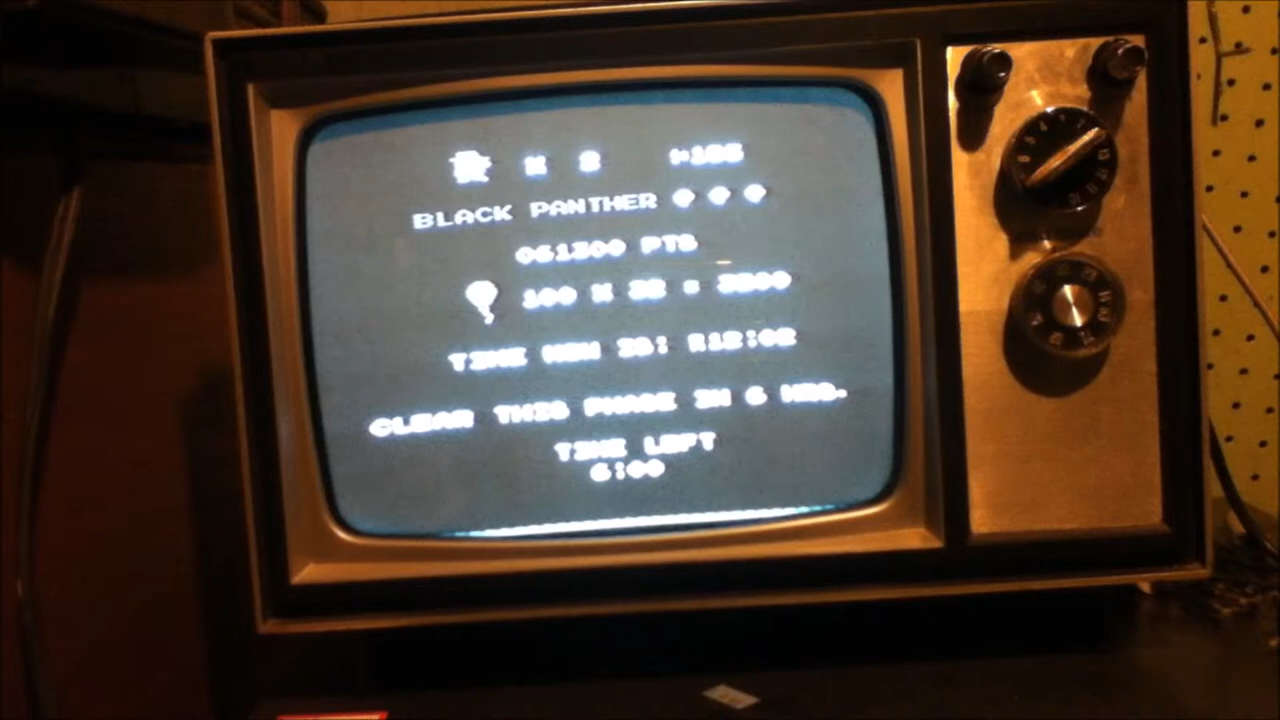 X 2
BLACK PANTHER
061300 PTS
100 X 32 = 3200
TIME NOW IS: :12:02
CLEAR THIS PHASE IN 6 HRS.
TIME LEFT
6:00